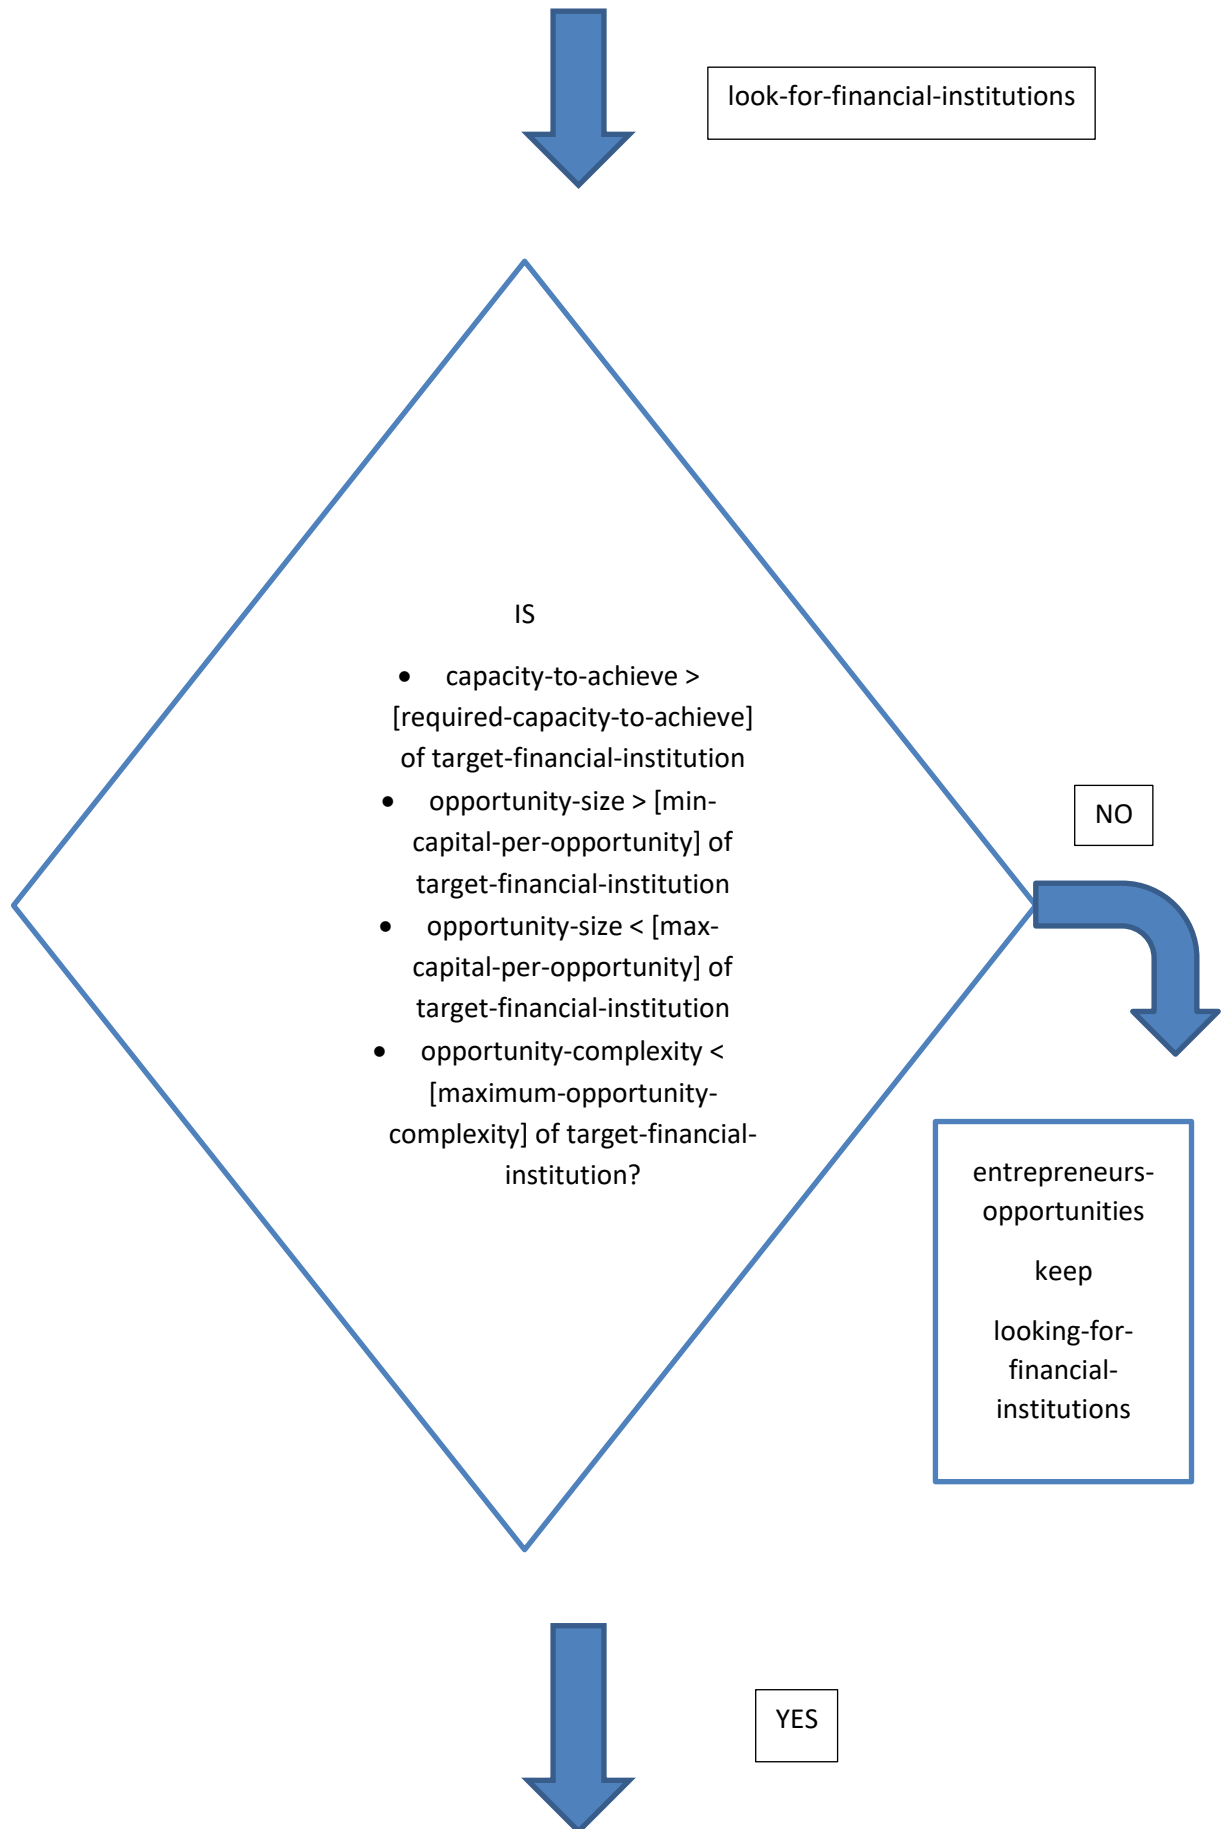 look-for-financial-institutions
IS
• capacity-to-achieve >
[required-capacity-to-achieve]
of target-financial-institution
• opportunity-size > [min-
capital-per-opportunity] of
target-financial-institution
• opportunity-size < [max-
capital-per-opportunity] of
target-financial-institution
• opportunity-complexity <
[maximum-opportunity-
complexity] of target-financial-
institution?
NO
entrepreneurs-
opportunities
keep
looking-for-
financial-
institutions
YES